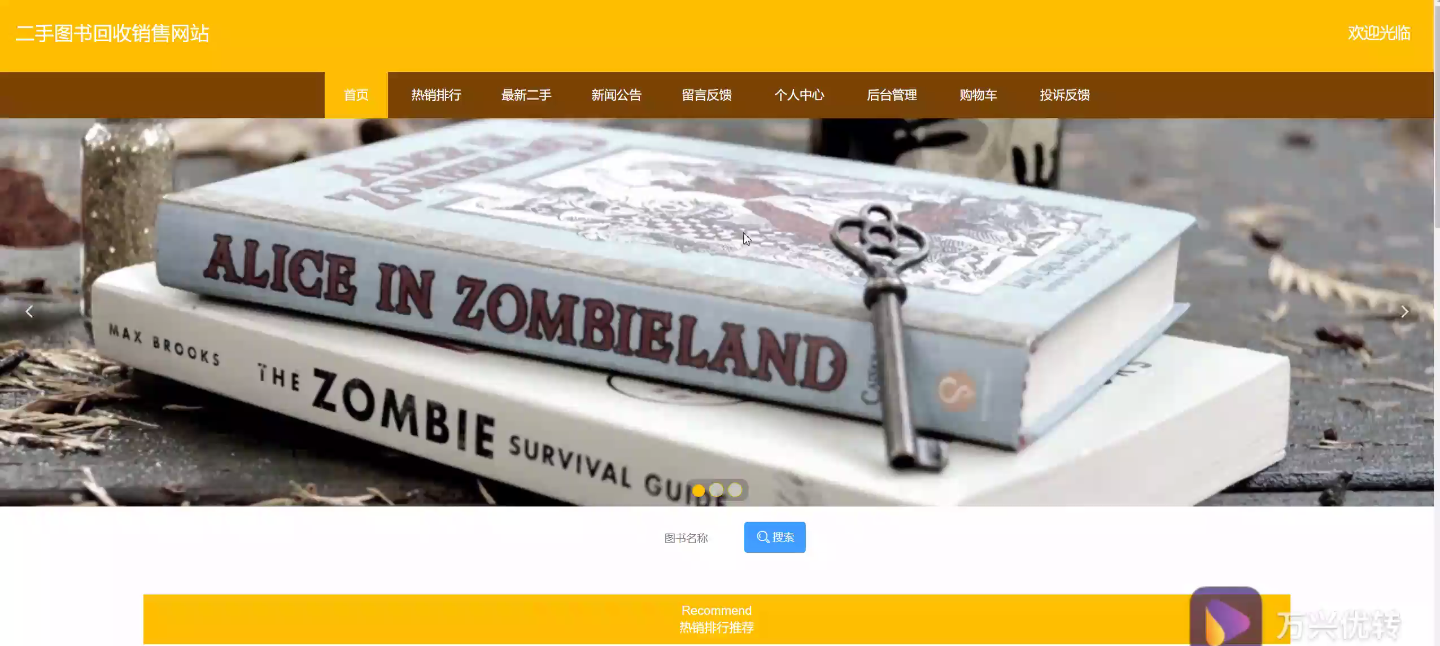 二手图书回收销售网站
欢迎光临
首页 热销排行 最新二手 新闻公告 留言反馈 个人中心 后台管理 购物车 投诉反馈
ALICE IN
ZOMBIELAND
ALICE IN ZOMBIELAND
MAX BROOKS THE ZOMBIE SURVIVAL GUIDE
图书名称 搜索
Recommend
热销排行推荐
万兴优转